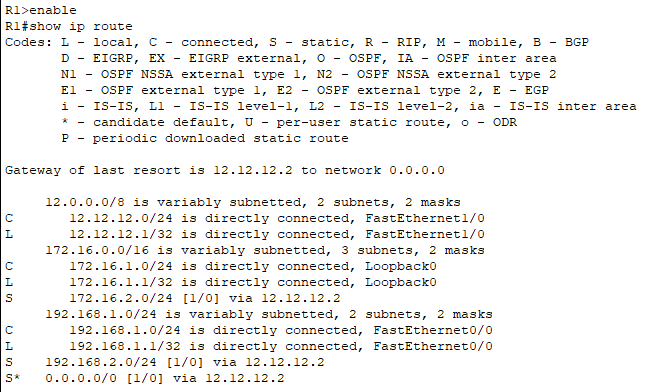 R1>enable
R1#show ip route
Codes: L - local, C - connected, S - static, R - RIP, M - mobile, B - BGP
       D - EIGRP, EX - EIGRP external, O - OSPF, IA - OSPF inter area
       N1 - OSPF NSSA external type 1, N2 - OSPF NSSA external type 2
       E1 - OSPF external type 1, E2 - OSPF external type 2, E - EGP
       i - IS-IS, L1 - IS-IS level-1, L2 - IS-IS level-2, ia - IS-IS inter area
       * - candidate default, U - per-user static route, o - ODR
       P - periodic downloaded static route

Gateway of last resort is 12.12.12.2 to network 0.0.0.0

     12.0.0.0/8 is variably subnetted, 2 subnets, 2 masks
C       12.12.12.0/24 is directly connected, FastEthernet1/0
L       12.12.12.1/32 is directly connected, FastEthernet1/0
     172.16.0.0/16 is variably subnetted, 3 subnets, 2 masks
C       172.16.1.0/24 is directly connected, Loopback0
L       172.16.1.1/32 is directly connected, Loopback0
S       172.16.2.0/24 [1/0] via 12.12.12.2
     192.168.1.0/24 is variably subnetted, 2 subnets, 2 masks
C       192.168.1.0/24 is directly connected, FastEthernet0/0
L       192.168.1.1/32 is directly connected, FastEthernet0/0
S    192.168.2.0/24 [1/0] via 12.12.12.2
S*   0.0.0.0/0 [1/0] via 12.12.12.2